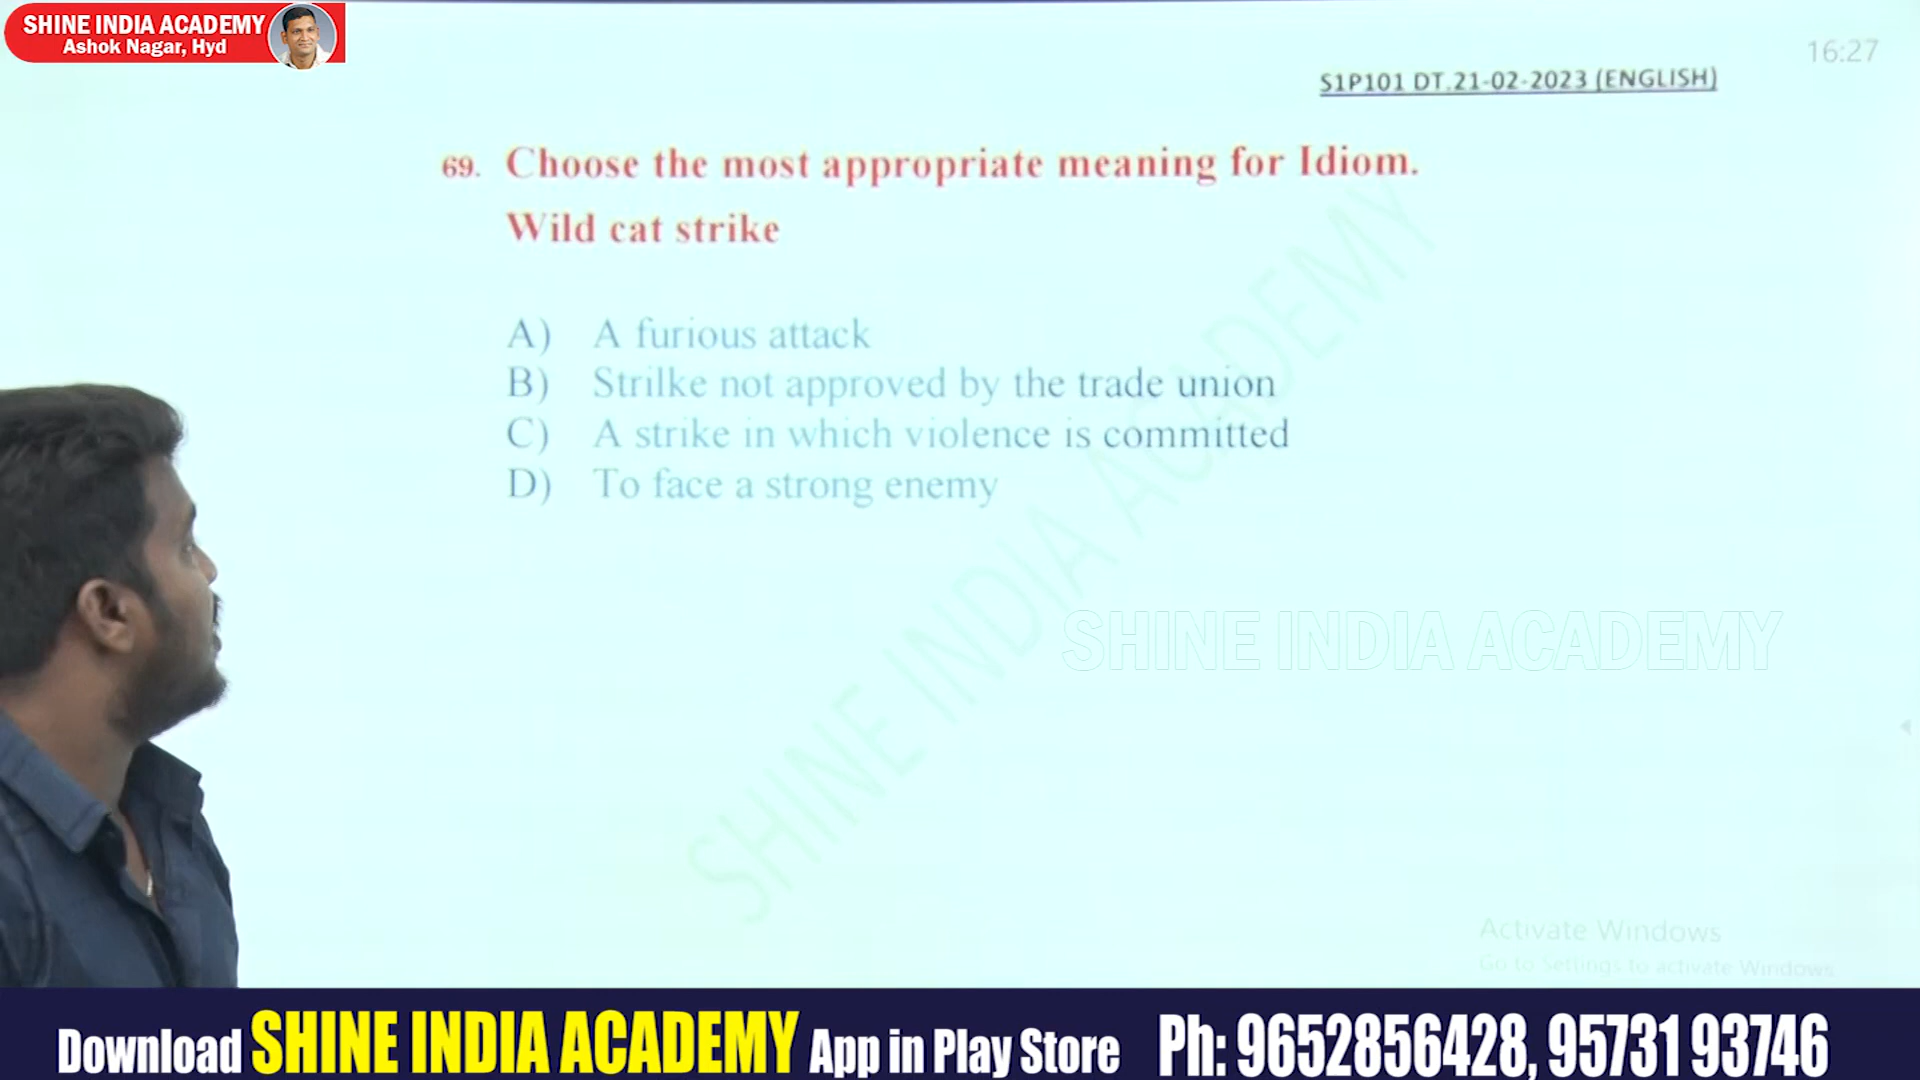 SHINE INDIA ACADEMY
Ashok Nagar, Hyd
16:27
S1P101 DT.21-02-2023 (ENGLISH)
69. Choose the most appropriate meaning for Idiom.
Wild cat strike
A) A furious attack
B) Strilke not approved by the trade union
C) A strike in which violence is committed
D) To face a strong enemy
SHINE INDIA ACADEMY
SHINE INDIA ACADEMY
Activate Windows
Go to Settings to activate Windows
Download SHINE INDIA ACADEMY App in Play Store Ph: 9652856428, 95731 93746